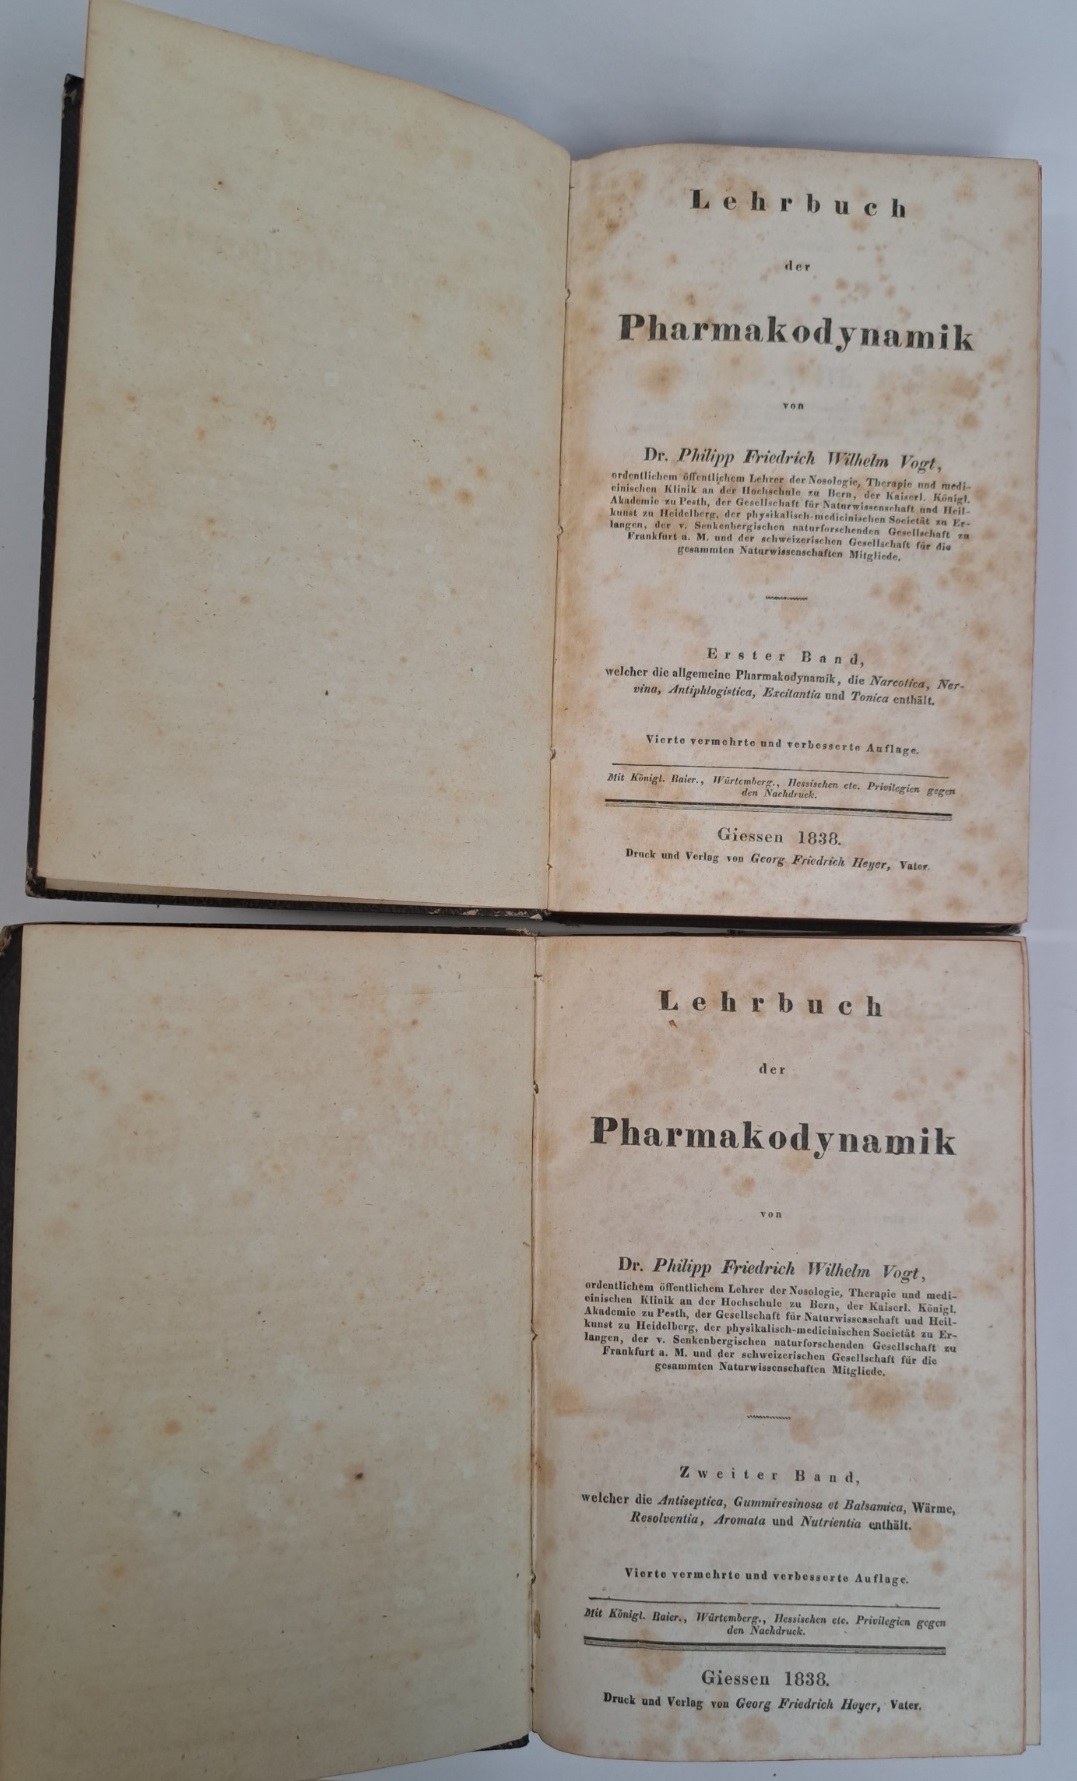 Lehrbuch
der
Pharmakodynamik
von
Dr. Philipp Friedrich Wilhelm Vogt,
ordentlichem öffentlichem Lehrer der Nosologie, Therapie und medi-
cinischen Klinik an der Hochschule zu Bern, der Kaiserl. Königl.
Akademie zu Pesth, der Gesellschaft für Naturwissenschaft und Heil-
kunst zu Heidelberg, der physikalisch-medicinischen Societät zu Er-
langen, der v. Senkenbergischen naturforschenden Gesellschaft zu
Frankfurt a. M. und der schweizerischen Gesellschaft für die
gesammten Naturwissenschaften Mitgliede.
Erster Band,
welcher die allgemeine Pharmakodynamik, die Narcotica, Ner-
vina, Antiphlogistica, Excitantia und Tonica enthält.
Vierte vermehrte und verbesserte Auflage.
Mit Königl. Baier., Würtemberg., Hessischen etc. Privilegien gegen
den Nachdruck.
Giessen 1838.
Druck und Verlag von Georg Friedrich Heyer, Vater.
Lehrbuch
der
Pharmakodynamik
von
Dr. Philipp Friedrich Wilhelm Vogt,
ordentlichem öffentlichem Lehrer der Nosologie, Therapie und medi-
cinischen Klinik an der Hochschule zu Bern, der Kaiserl. Königl.
Akademie zu Pesth, der Gesellschaft für Naturwissenschaft und Heil-
kunst zu Heidelberg, der physikalisch-medicinischen Societät zu Er-
langen, der v. Senkenbergischen naturforschenden Gesellschaft zu
Frankfurt a. M. und der schweizerischen Gesellschaft für die
gesammten Naturwissenschaften Mitgliede.
Zweiter Band,
welcher die Antiseptica, Gummiresinosa et Balsamica, Wärme,
Resolventia, Aromata und Nutrientia enthält.
Vierte vermehrte und verbesserte Auflage.
Mit Königl. Baier., Würtemberg., Hessischen etc. Privilegien gegen
den Nachdruck.
Giessen 1838.
Druck und Verlag von Georg Friedrich Heyer, Vater.